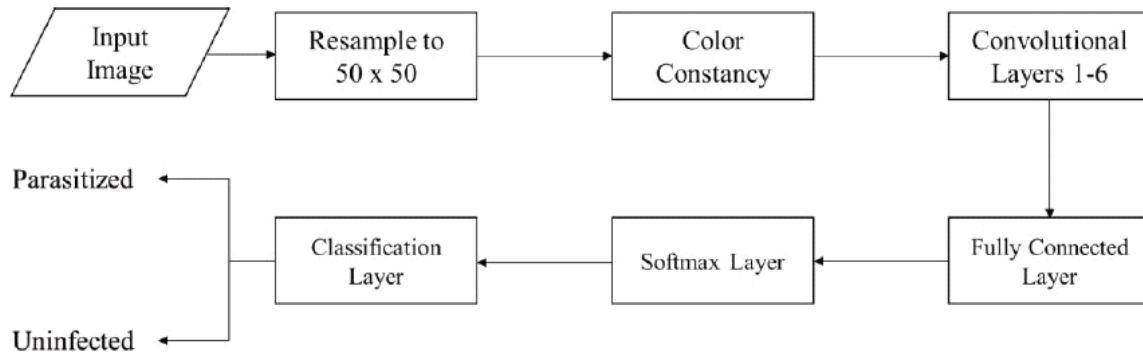 Input
Image
Resample to
50 x 50
Color
Constancy
Convolutional
Layers 1-6
Fully Connected
Layer
Softmax Layer
Classification
Layer
Parasitized
Uninfected